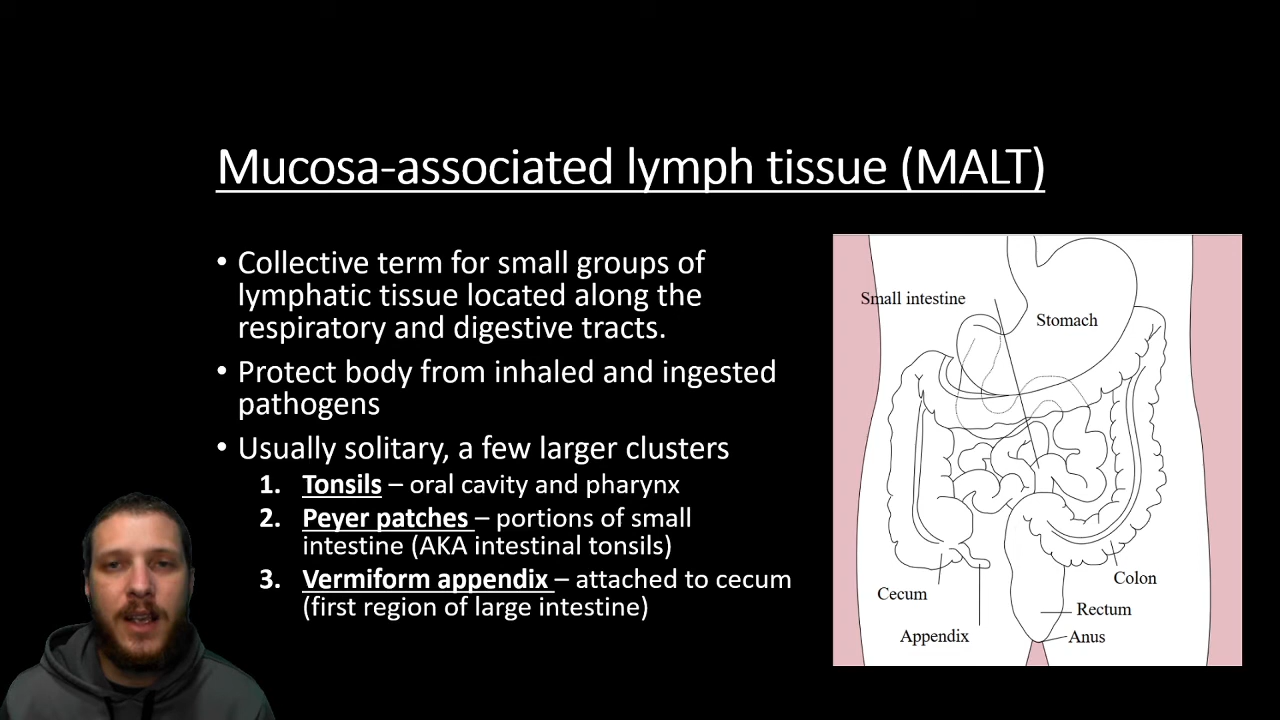 Mucosa-associated lymph tissue (MALT)
• Collective term for small groups of
lymphatic tissue located along the
respiratory and digestive tracts.
• Protect body from inhaled and ingested
pathogens
• Usually solitary, a few larger clusters
1. Tonsils – oral cavity and pharynx
2. Peyer patches – portions of small
intestine (AKA intestinal tonsils)
3. Vermiform appendix – attached to cecum
(first region of large intestine)
Small intestine
Stomach
Colon
Cecum
Rectum
Appendix
Anus